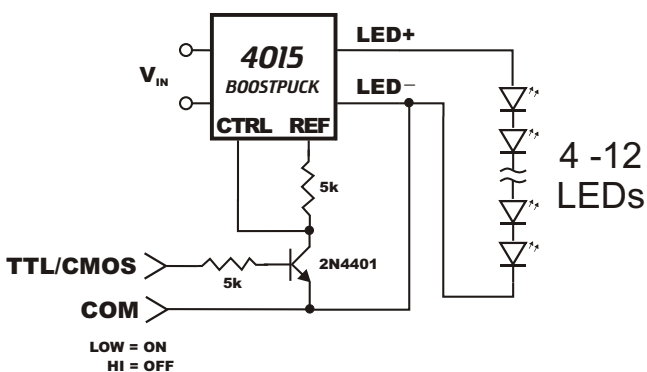 4015
BOOSTPUCK
LED+
V IN
LED–
CTRL REF
5k
4 -12
LEDs
TTL/CMOS
2N4401
5k
COM
LOW = ON
HI = OFF